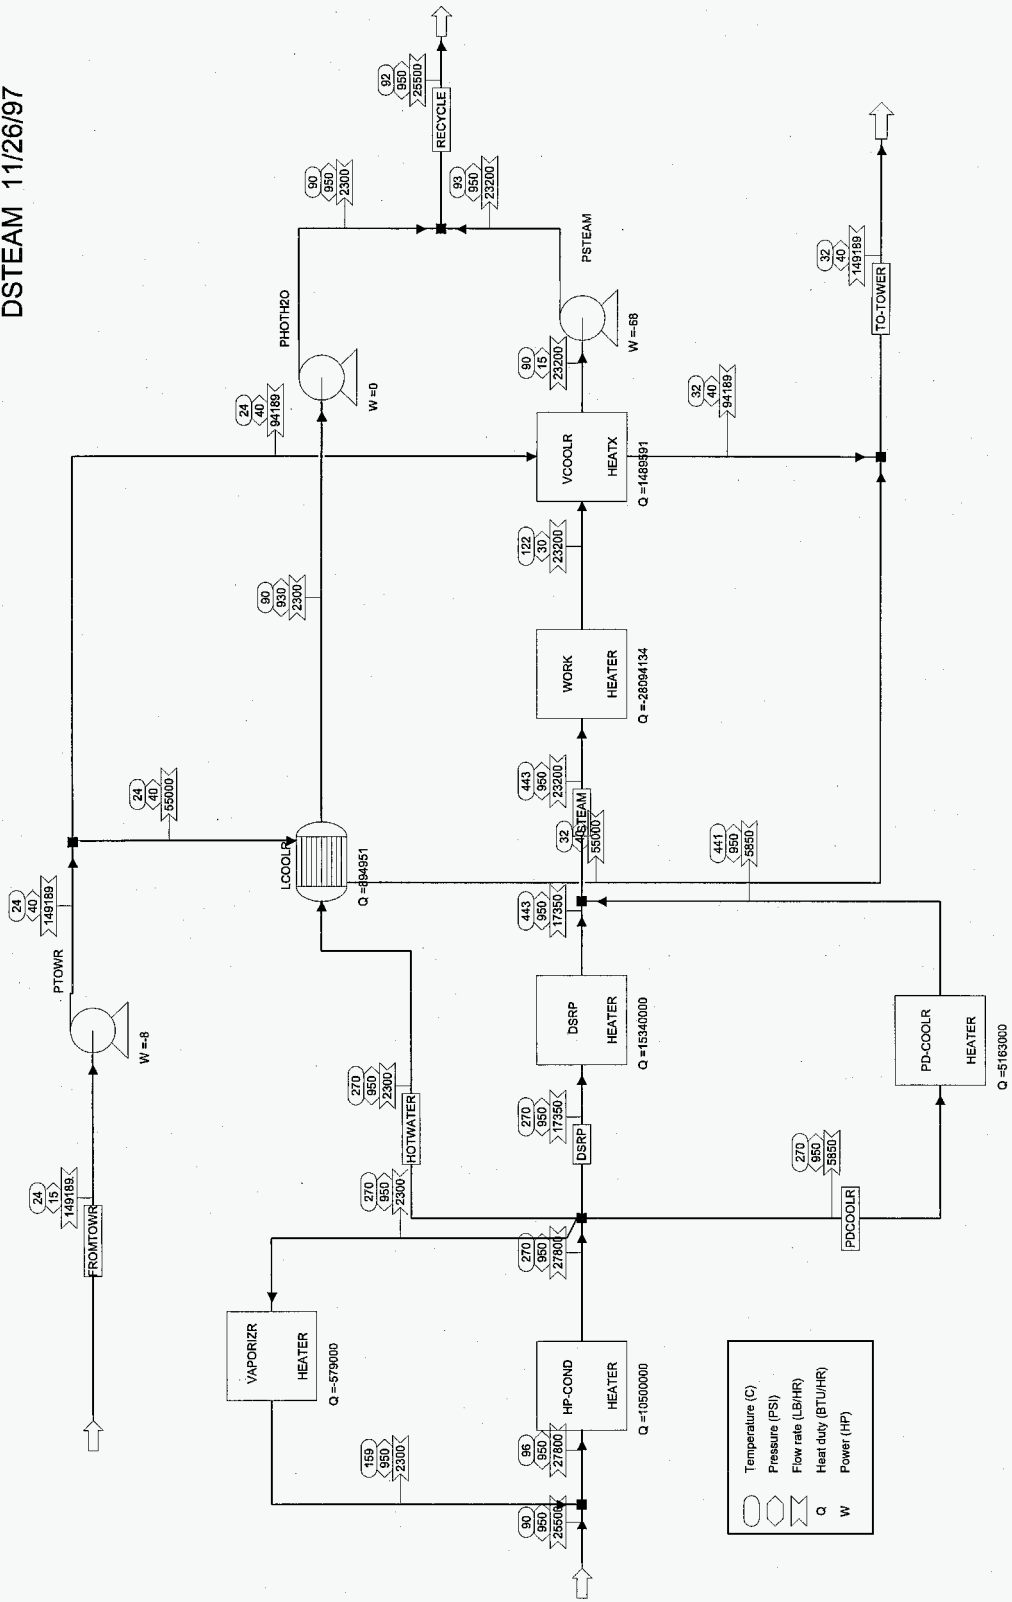 DSTEAM 11/26/97
FROMTOWR
24
15
149189
W =-8
PTOWR
24
40
149189
24
40
55000
24
40
94189
VAPORIZR
HEATER
Q =-579000
159
950
2300
270
950
2300
HOTWATER
270
950
2300
LCOOLR
Q =894951
90
930
2300
PHOTH2O
W =0
90
950
2300
RECYCLE
92
950
25500
93
950
23200
90
950
25500
96
950
27800
HP-COND
HEATER
Q =10500000
270
950
27800
DSRP
270
950
17350
DSRP
HEATER
Q =15340000
443
950
17350
STEAM
443
950
23200
32
40
55000
WORK
HEATER
Q =-28094134
122
30
23200
VCOOLR
HEATX
Q =1489591
90
15
23200
PSTEAM
W =-68
32
40
94189
TO-TOWER
32
40
149189
PDCOOLR
270
950
5850
PD-COOLR
HEATER
Q =5163000
441
950
5850
Temperature (C)
Pressure (PSI)
Flow rate (LB/HR)
Q Heat duty (BTU/HR)
W Power (HP)